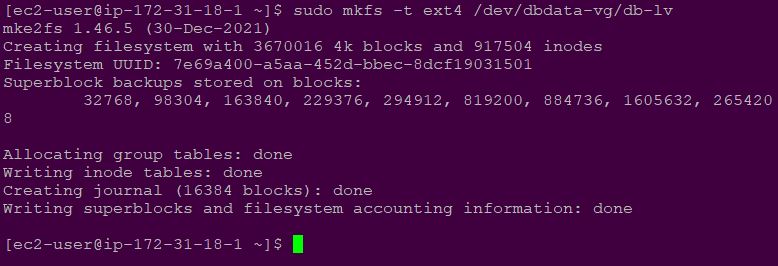 [ec2-user@ip-172-31-18-1 ~]$ sudo mkfs -t ext4 /dev/dbdata-vg/db-lv
mke2fs 1.46.5 (30-Dec-2021)
Creating filesystem with 3670016 4k blocks and 917504 inodes
Filesystem UUID: 7e69a400-a5aa-452d-bbec-8dcf19031501
Superblock backups stored on blocks:
        32768, 98304, 163840, 229376, 294912, 819200, 884736, 1605632, 265420
8
Allocating group tables: done
Writing inode tables: done
Creating journal (16384 blocks): done
Writing superblocks and filesystem accounting information: done
[ec2-user@ip-172-31-18-1 ~]$